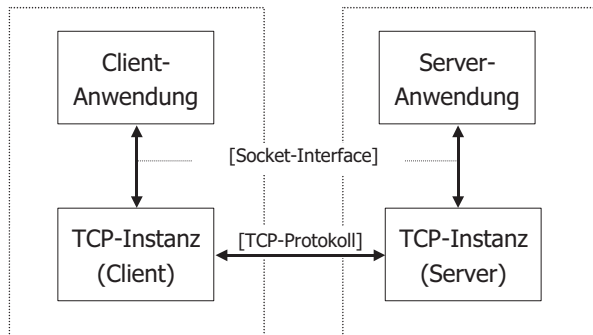 Client-
Anwendung
Server-
Anwendung
[Socket-Interface]
TCP-Instanz
(Client)
[TCP-Protokoll]
TCP-Instanz
(Server)